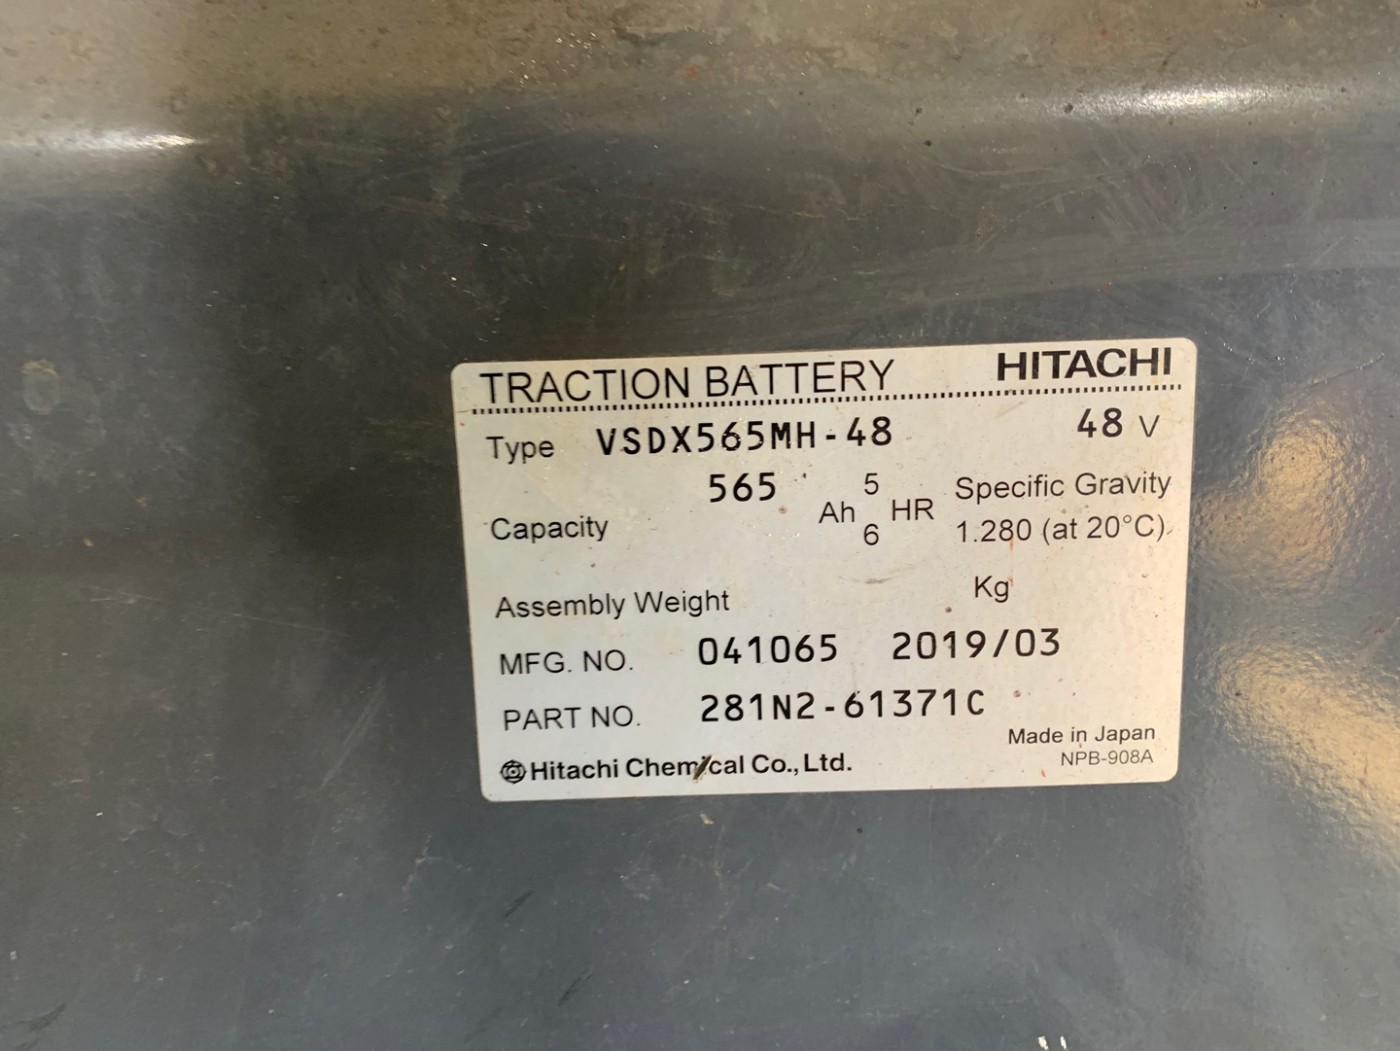 TRACTION BATTERY HITACHI
Type VSDX565MH-48 48 V
Capacity 565 Ah 5 HR Specific Gravity
6 1.280 (at 20°C)
Assembly Weight Kg
MFG. NO. 041065 2019/03
PART NO. 281N2-61371C
Made in Japan
Hitachi Chemical Co., Ltd. NPB-908A